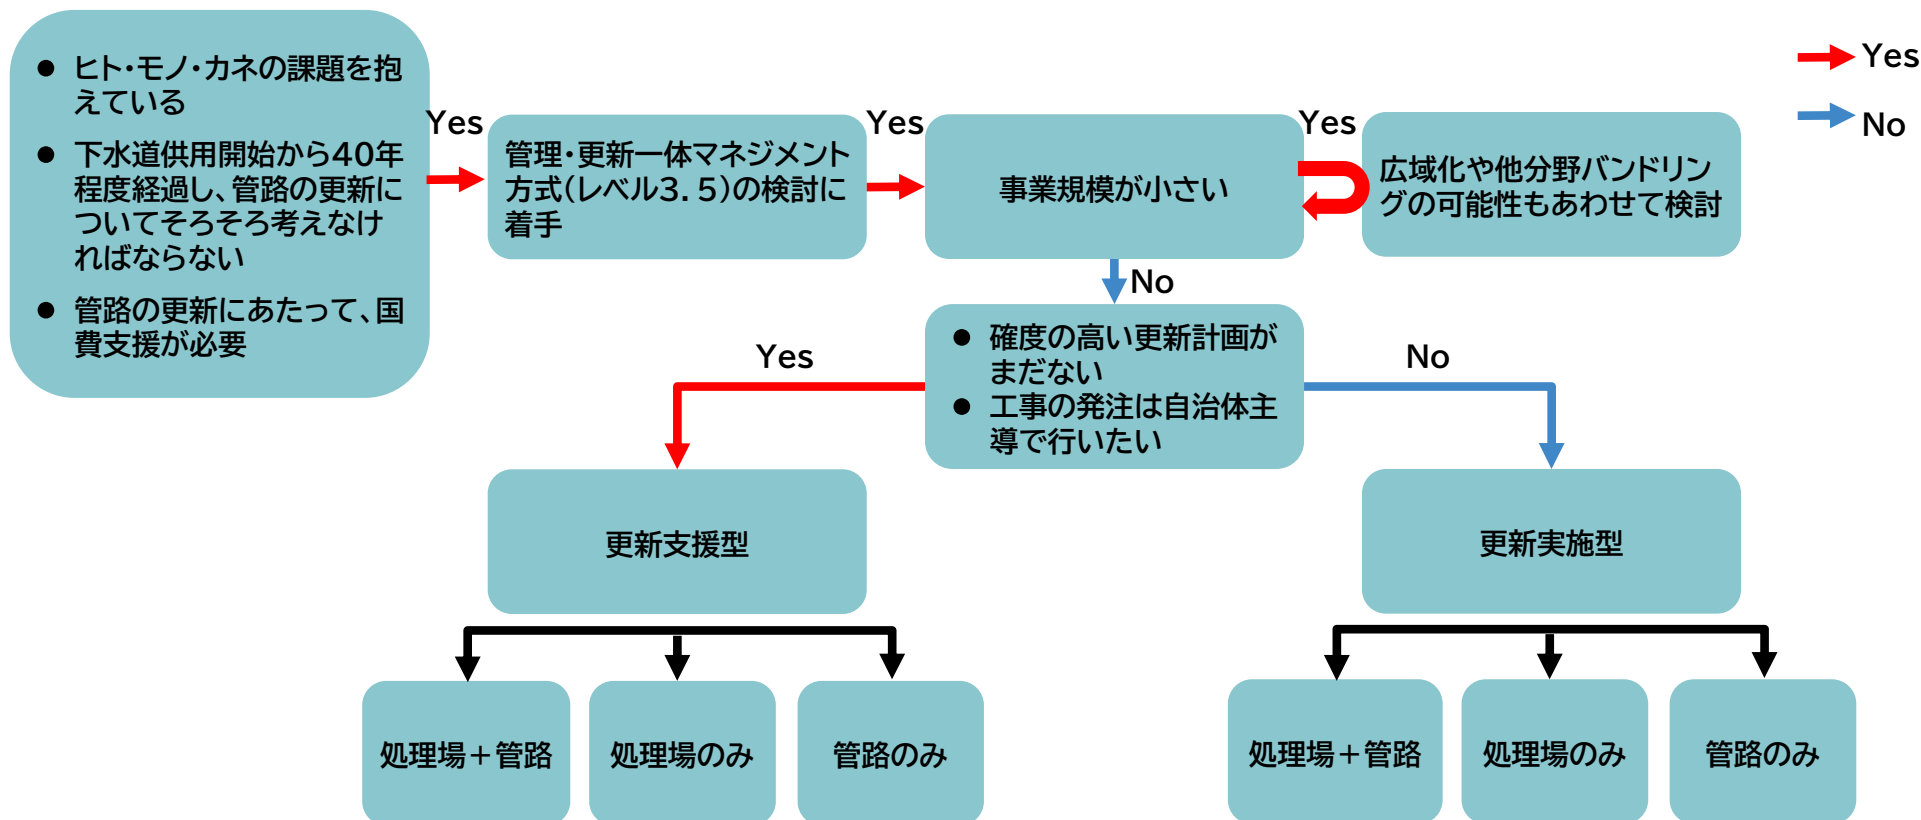 ● ヒト・モノ・カネの課題を抱
えている
● 下水道供用開始から40年
程度経過し、管路の更新に
ついてそろそろ考えなけ
ればならない
● 管路の更新にあたって、国
費支援が必要
Yes
管理・更新一体マネジメント
方式(レベル3．5)の検討に
着手
Yes
事業規模が小さい
Yes
広域化や他分野バンドリン
グの可能性もあわせて検討
Yes
No
No
● 確度の高い更新計画が
まだない
● 工事の発注は自治体主
導で行いたい
Yes
No
更新支援型
更新実施型
処理場＋管路
処理場のみ
管路のみ
処理場＋管路
処理場のみ
管路のみ